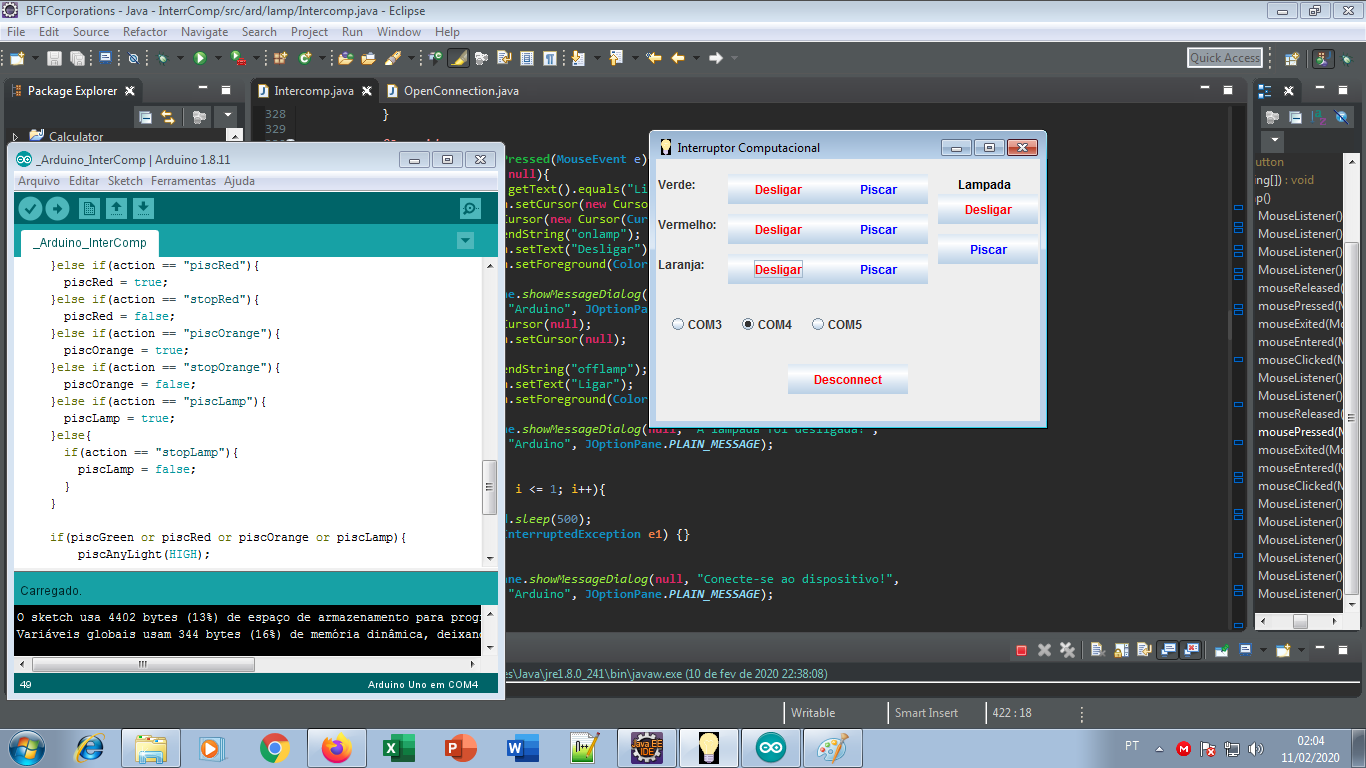 BFTCorporations - Java - InterrComp/src/ard/lamp/Intercomp.java - Eclipse
File Edit Source Refactor Navigate Search Project Run Window Help
Quick Access
Package Explorer
Intercomp.java
OpenConnection.java
Calculator
328 }
329
_Arduino_InterComp | Arduino 1.8.11
Arquivo Editar Sketch Ferramentas Ajuda
_Arduino_InterComp
}else if(action == "piscRed"){
piscRed = true;
}else if(action == "stopRed"){
piscRed = false;
}else if(action == "piscOrange"){
piscOrange = true;
}else if(action == "stopOrange"){
piscOrange = false;
}else if(action == "piscLamp"){
piscLamp = true;
}else{
if(action == "stopLamp"){
piscLamp = false;
}
}
if(piscGreen or piscRed or piscOrange or piscLamp){
piscAnyLight(HIGH);
Carregado.
O sketch usa 4402 bytes (13%) de espaço de armazenamento para prog
Variáveis globais usam 344 bytes (16%) de memória dinâmica, deixand
49
Arduino Uno em COM4
Pressed(MouseEvent e)
null){
getText().equals("Li
.setCursor(new Curso
Cursor(new Cursor(Cur
endString("onlamp");
.setText("Desligar")
.setForeground(Color
ne.showMessageDialog(
"Arduino", JOptionPan
Cursor(null);
.setCursor(null);
endString("offlamp");
.setText("Ligar");
.setForeground(Color
ne.showMessageDialog(null, "A lampada foi desligada!",
"Arduino", JOptionPane.PLAIN_MESSAGE);
i <= 1; i++){
d.sleep(500);
InterruptedException e1) {}
ane.showMessageDialog(null, "Conecte-se ao dispositivo!",
"Arduino", JOptionPane.PLAIN_MESSAGE);
Interruptor Computacional
Verde: Desligar Piscar
Vermelho: Desligar Piscar
Laranja: Desligar Piscar
Lampada
Desligar
Piscar
COM3 COM4 COM5
Desconnect
utton
ing[]) : void
p()
MouseListener()
MouseListener()
MouseListener()
MouseListener()
mouseReleased(
mousePressed(M
mouseExited(Mo
mouseEntered(M
mouseClicked(M
MouseListener()
MouseListener()
mouseReleased(
mousePressed(M
mouseExited(Mo
mouseEntered(M
mouseClicked(M
MouseListener()
MouseListener()
MouseListener()
MouseListener()
MouseListener()
MouseListener()
es\Java\jre1.8.0_241\bin\javaw.exe (10 de fev de 2020 22:38:08)
Writable
Smart Insert
422 : 18
PT
02:04
11/02/2020